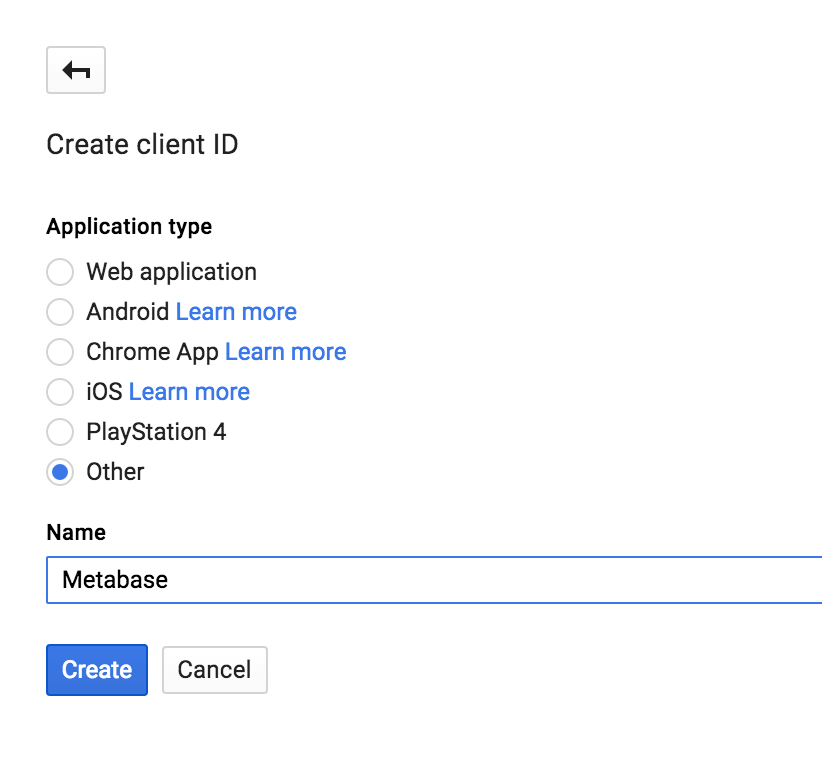 Create client ID
Application type
Web application
Android Learn more
Chrome App Learn more
iOS Learn more
PlayStation 4
Other
Name
Metabase
Create Cancel